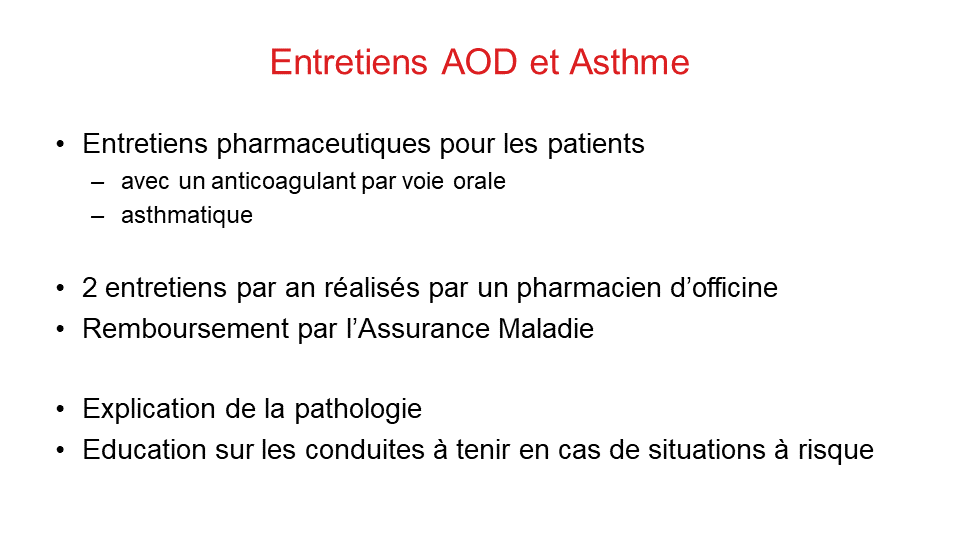 Entretiens AOD et Asthme
• Entretiens pharmaceutiques pour les patients
– avec un anticoagulant par voie orale
– asthmatique
• 2 entretiens par an réalisés par un pharmacien d’officine
• Remboursement par l’Assurance Maladie
• Explication de la pathologie
• Education sur les conduites à tenir en cas de situations à risque